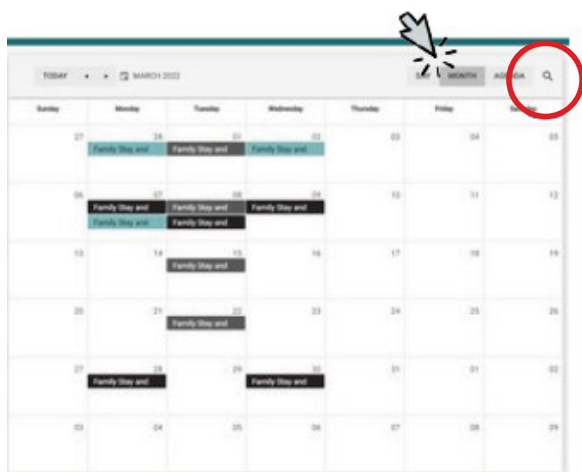 TODAY MARCH 2022 DAY MONTH AGENDA
Sunday Monday Tuesday Wednesday Thursday Friday Saturday
27 28 01 02 03 04 05
Family Stay and Family Stay and Family Stay and
06 07 08 09 10 11 12
Family Stay and Family Stay and Family Stay and
Family Stay and Family Stay and
13 14 15 16 17 18 19
Family Stay and
20 21 22 23 24 25 26
Family Stay and
27 28 29 30 31 01 02
Family Stay and Family Stay and
03 04 05 06 07 08 09